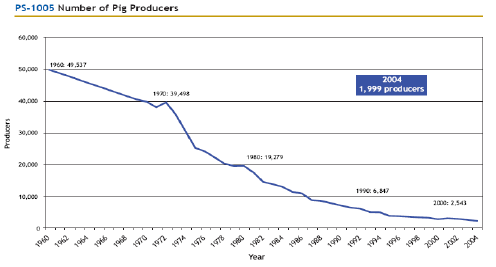 PS-1005 Number of Pig Producers
60,000
50,000
40,000
30,000
20,000
10,000
0
Producers
1960: 49,537
1970: 39,498
1980: 19,279
1990: 6,847
2000: 2,543
2004
1,999 producers
1960 1962 1964 1966 1968 1970 1972 1974 1976 1978 1980 1982 1984 1986 1988 1990 1992 1994 1996 1998 2000 2002 2004
Year